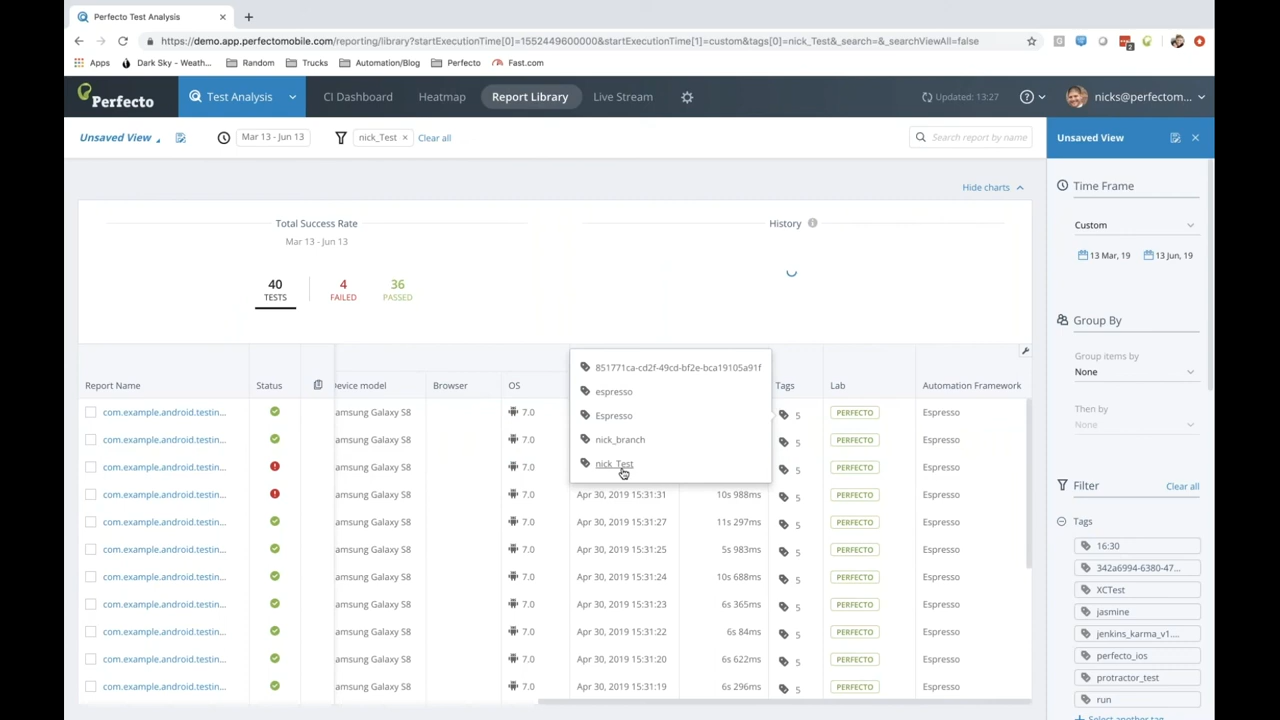 Perfecto Test Analysis
https://demo.app.perfectomobile.com/reporting/library?startExecutionTime[0]=1552449600000&startExecutionTime[1]=custom&tags[0]=nick_Test&_search=&_searchViewAll=false
2
Apps Dark Sky - Weath... Random Trucks Automation/Blog Perfecto Fast.com
Perfecto Test Analysis CI Dashboard Heatmap Report Library Live Stream Updated: 13:27 nicks@perfectom...
Unsaved View Mar 13 - Jun 13 nick_Test × Clear all Search report by name
Unsaved View
Hide charts
Time Frame
Custom
13 Mar, 19 13 Jun, 19
Total Success Rate
Mar 13 - Jun 13
40 4 36
TESTS FAILED PASSED
History
Group By
Group items by
None
Then by
None
Report Name Status Device model Browser OS Tags Lab Automation Framework
851771ca-cd2f-49cd-bf2e-bca19105a91f
espresso
Espresso
nick_branch
nick_Test
com.example.android.testin... amsung Galaxy S8 7.0 5 PERFECTO Espresso
com.example.android.testin... amsung Galaxy S8 7.0 5 PERFECTO Espresso
com.example.android.testin... amsung Galaxy S8 7.0 5 PERFECTO Espresso
com.example.android.testin... amsung Galaxy S8 7.0 Apr 30, 2019 15:31:31 10s 988ms 5 PERFECTO Espresso
com.example.android.testin... amsung Galaxy S8 7.0 Apr 30, 2019 15:31:27 11s 297ms 5 PERFECTO Espresso
com.example.android.testin... amsung Galaxy S8 7.0 Apr 30, 2019 15:31:25 5s 983ms 5 PERFECTO Espresso
com.example.android.testin... amsung Galaxy S8 7.0 Apr 30, 2019 15:31:24 10s 688ms 5 PERFECTO Espresso
com.example.android.testin... amsung Galaxy S8 7.0 Apr 30, 2019 15:31:23 6s 365ms 5 PERFECTO Espresso
com.example.android.testin... amsung Galaxy S8 7.0 Apr 30, 2019 15:31:22 6s 84ms 5 PERFECTO Espresso
com.example.android.testin... amsung Galaxy S8 7.0 Apr 30, 2019 15:31:20 6s 622ms 5 PERFECTO Espresso
com.example.android.testin... amsung Galaxy S8 7.0 Apr 30, 2019 15:31:19 6s 296ms 5 PERFECTO Espresso
Filter Clear all
Tags
16:30
342a6994-6380-47...
XCTest
jasmine
jenkins_karma_v1....
perfecto_ios
protractor_test
run
Select another tag